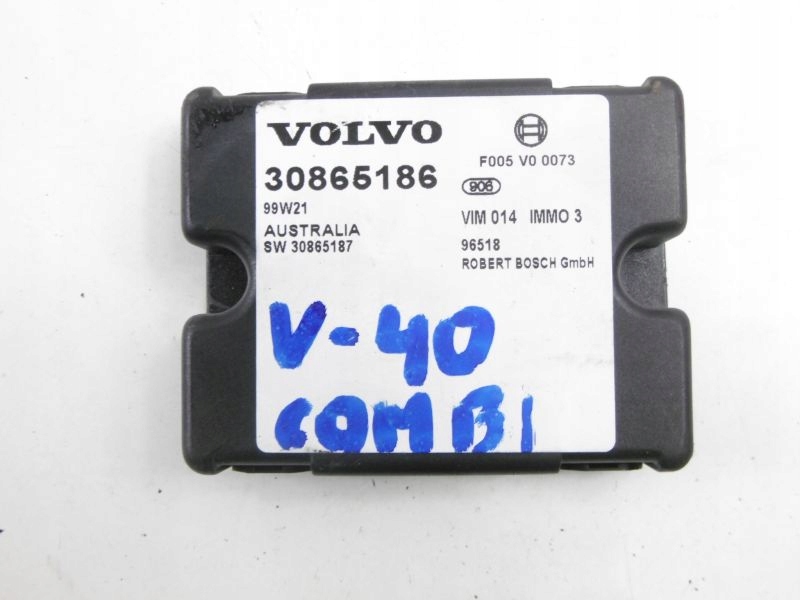 VOLVO
30865186
99W21
AUSTRALIA
SW 30865187
F005 V0 0073
906
VIM 014 IMMO 3
96518
ROBERT BOSCH GmbH
V-40
COMBI